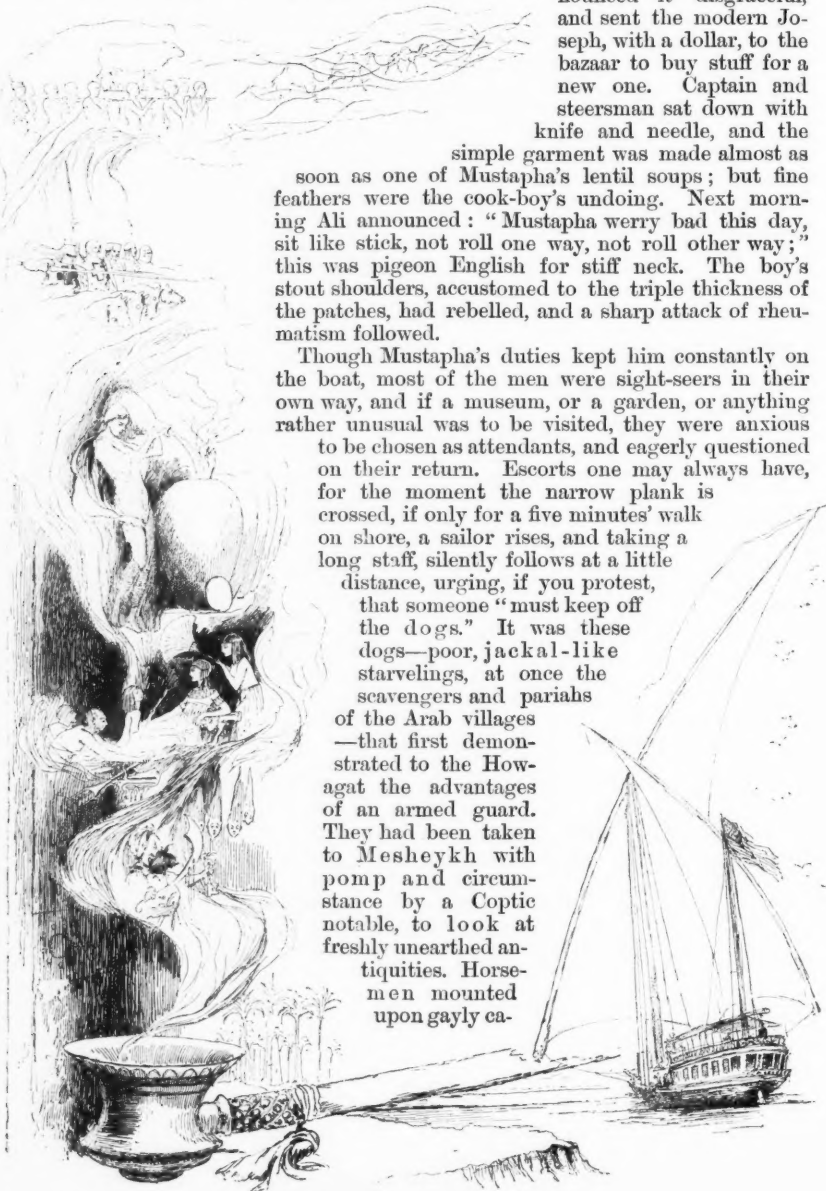 and sent the modern Jo-
seph, with a dollar, to the
bazaar to buy stuff for a
new one. Captain and
steersman sat down with
knife and needle, and the
simple garment was made almost as
soon as one of Mustapha's lentil soups; but fine
feathers were the cook-boy's undoing. Next morn-
ing Ali announced: "Mustapha werry bad this day,
sit like stick, not roll one way, not roll other way;"
this was pigeon English for stiff neck. The boy's
stout shoulders, accustomed to the triple thickness of
the patches, had rebelled, and a sharp attack of rheu-
matism followed.
Though Mustapha's duties kept him constantly on
the boat, most of the men were sight-seers in their
own way, and if a museum, or a garden, or anything
rather unusual was to be visited, they were anxious
to be chosen as attendants, and eagerly questioned
on their return. Escorts one may always have,
for the moment the narrow plank is
crossed, if only for a five minutes' walk
on shore, a sailor rises, and taking a
long staff, silently follows at a little
distance, urging, if you protest,
that someone "must keep off
the dogs." It was these
dogs—poor, jackal-like
starvelings, at once the
scavengers and pariahs
of the Arab villages
—that first demon-
strated to the How-
agat the advantages
of an armed guard.
They had been taken
to Mesheykh with
pomp and circum-
stance by a Coptic
notable, to look at
freshly unearthed an-
tiquities. Horse-
men mounted
upon gayly ca-